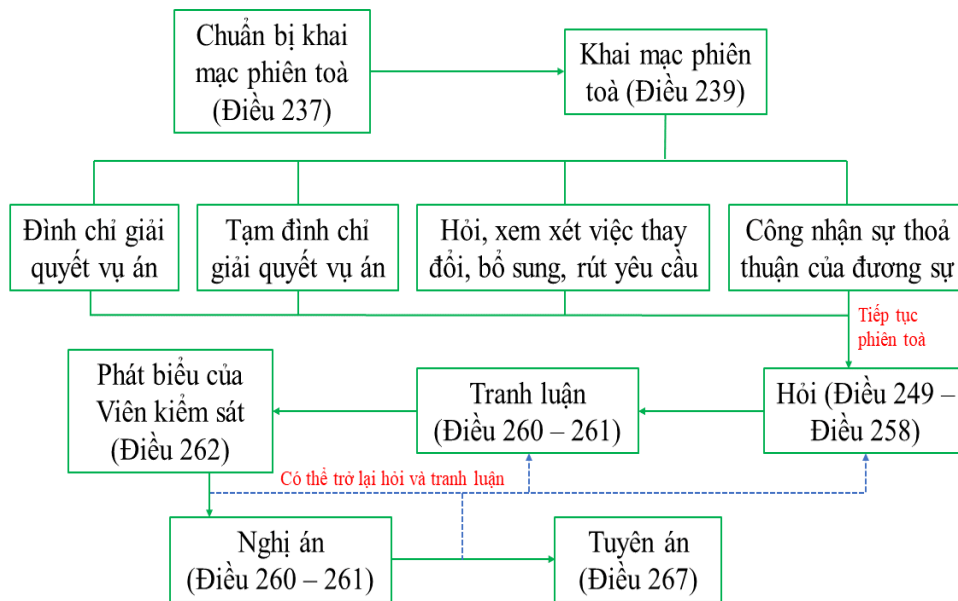 Chuẩn bị khai
mạc phiên toà
(Điều 237)
Khai mạc phiên
toà (Điều 239)
Đình chỉ giải
quyết vụ án
Tạm đình chỉ
giải quyết vụ án
Hỏi, xem xét việc thay
đổi, bổ sung, rút yêu cầu
Công nhận sự thoả
thuận của đương sự
Tiếp tục
phiên toà
Hỏi (Điều 249 –
Điều 258)
Tranh luận
(Điều 260 – 261)
Phát biểu của
Viên kiểm sát
(Điều 262)
Có thể trở lại hỏi và tranh luận
Nghị án
(Điều 260 – 261)
Tuyên án
(Điều 267)